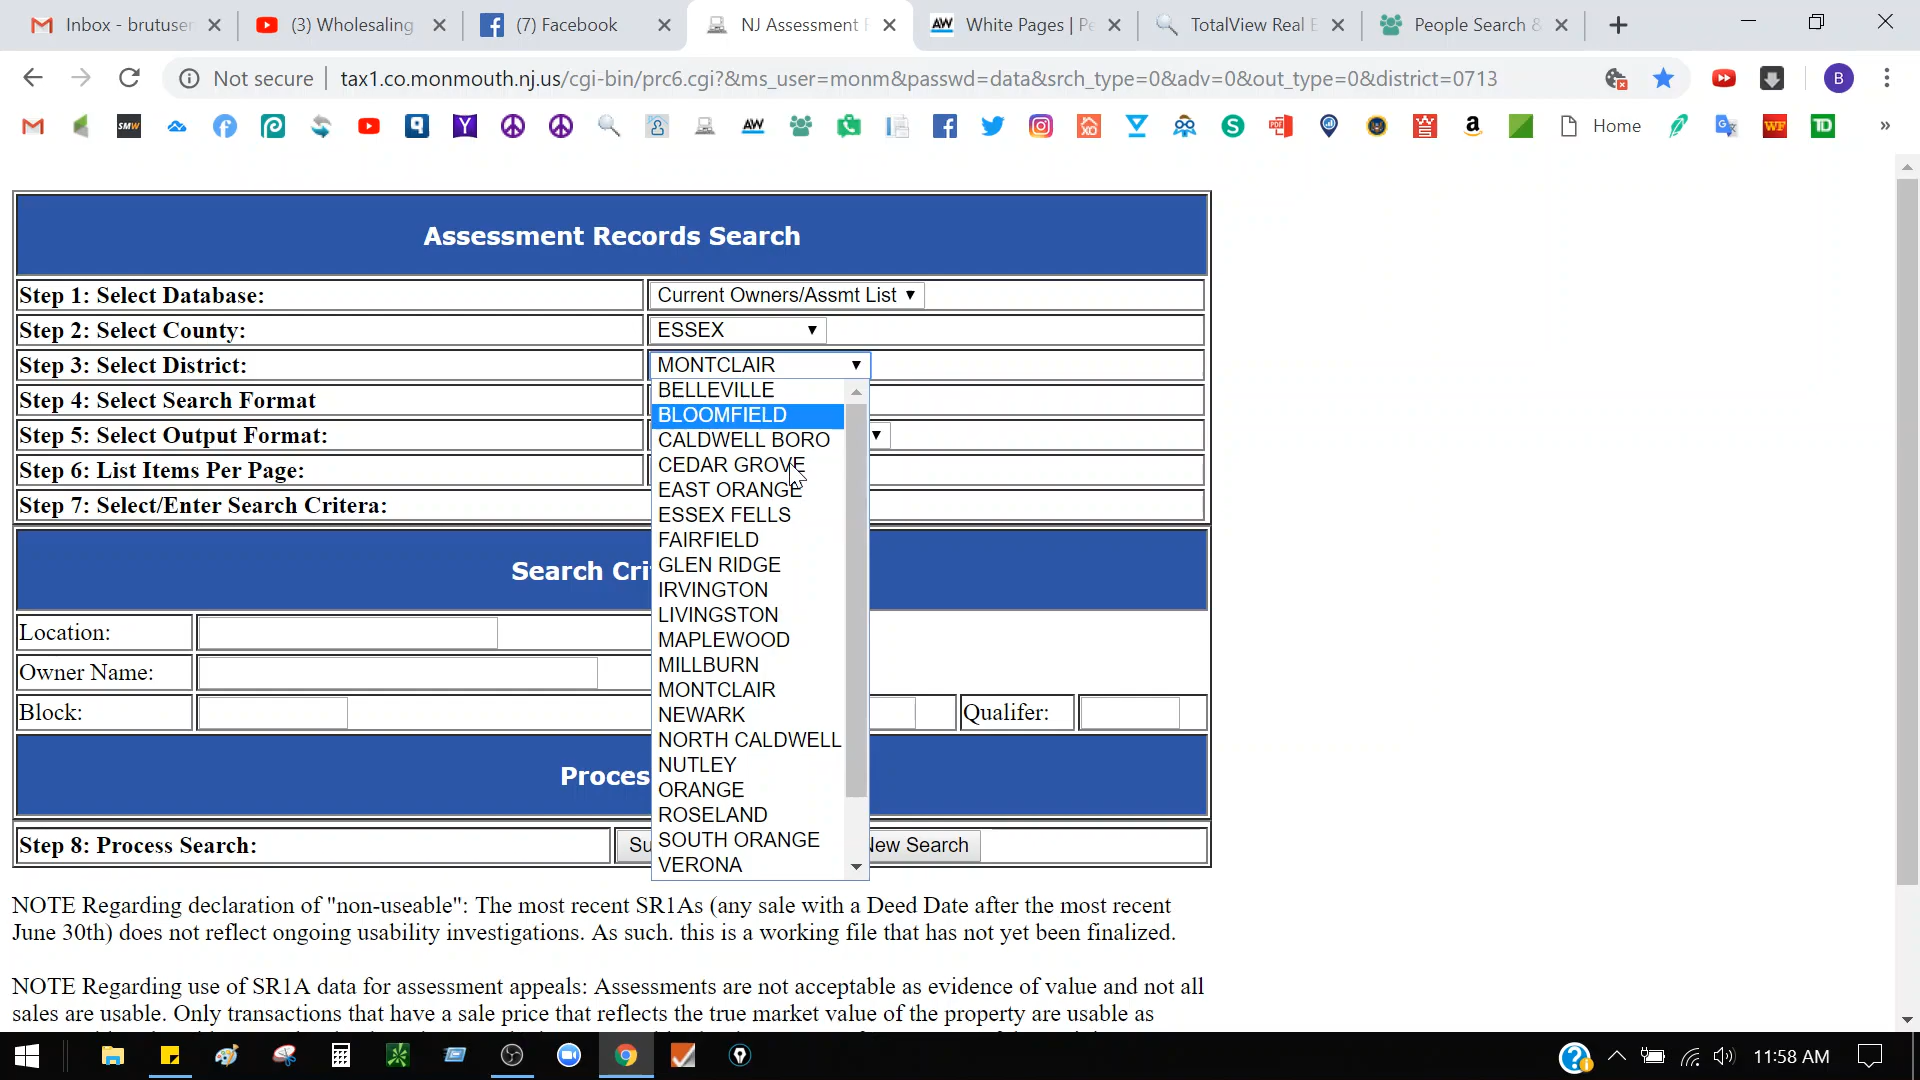 Inbox - brutuser
(3) Wholesaling
(7) Facebook
NJ Assessment
AW White Pages | Pe
TotalView Real E
People Search &
Not secure | tax1.co.monmouth.nj.us/cgi-bin/prc6.cgi?&ms_user=monm&passwd=data&srch_type=0&adv=0&out_type=0&district=0713
B
SMW
AW
Home
WF
TD
»
Assessment Records Search
Step 1: Select Database:
Current Owners/Assmt List
Step 2: Select County:
ESSEX
Step 3: Select District:
MONTCLAIR
Step 4: Select Search Format
Step 5: Select Output Format:
Step 6: List Items Per Page:
Step 7: Select/Enter Search Critera:
BELLEVILLE
BLOOMFIELD
CALDWELL BORO
CEDAR GROVE
EAST ORANGE
ESSEX FELLS
FAIRFIELD
GLEN RIDGE
IRVINGTON
LIVINGSTON
MAPLEWOOD
MILLBURN
MONTCLAIR
NEWARK
NORTH CALDWELL
NUTLEY
ORANGE
ROSELAND
SOUTH ORANGE
VERONA
Search Cri
Location:
Owner Name:
Block:
Qualifer:
Proces
Step 8: Process Search:
Su
New Search
NOTE Regarding declaration of "non-useable": The most recent SR1As (any sale with a Deed Date after the most recent
June 30th) does not reflect ongoing usability investigations. As such. this is a working file that has not yet been finalized.
NOTE Regarding use of SR1A data for assessment appeals: Assessments are not acceptable as evidence of value and not all
sales are usable. Only transactions that have a sale price that reflects the true market value of the property are usable as
11:58 AM